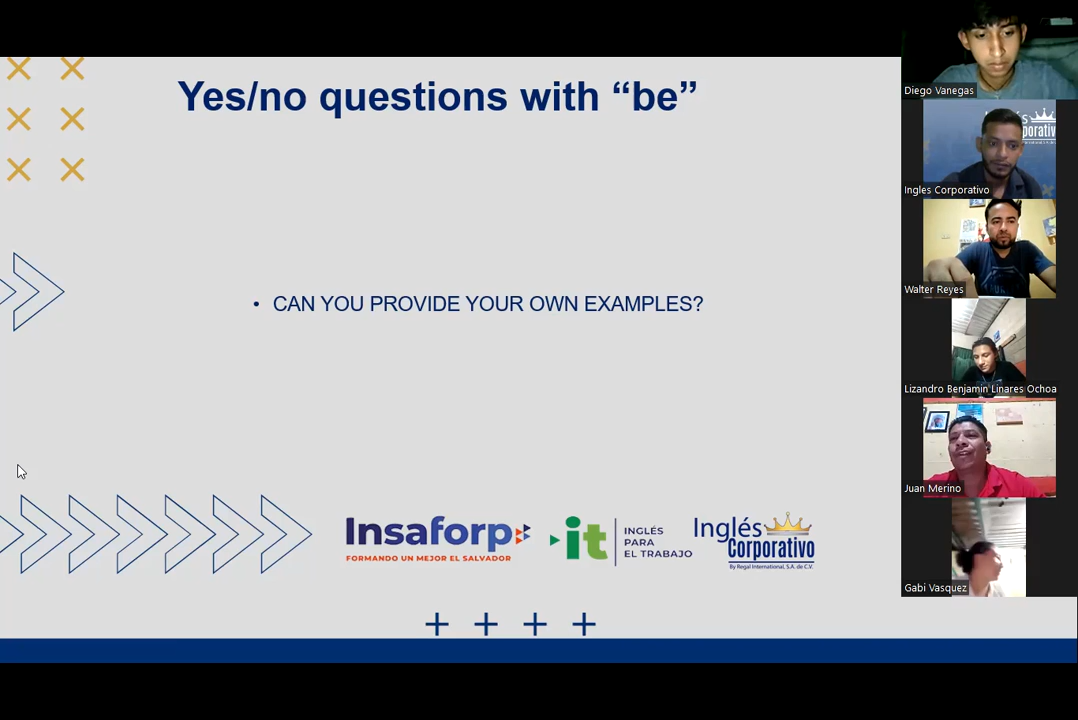 Yes/no questions with “be”
• CAN YOU PROVIDE YOUR OWN EXAMPLES?
Insaforp
FORMANDO UN MEJOR EL SALVADOR
it
INGLÉS
PARA
EL TRABAJO
Inglés
Corporativo
By Regal International, S.A. de C.V.
Diego Vanegas
Ingles Corporativo
Walter Reyes
Lizandro Benjamin Linares Ochoa
Juan Merino
Gabi Vasquez